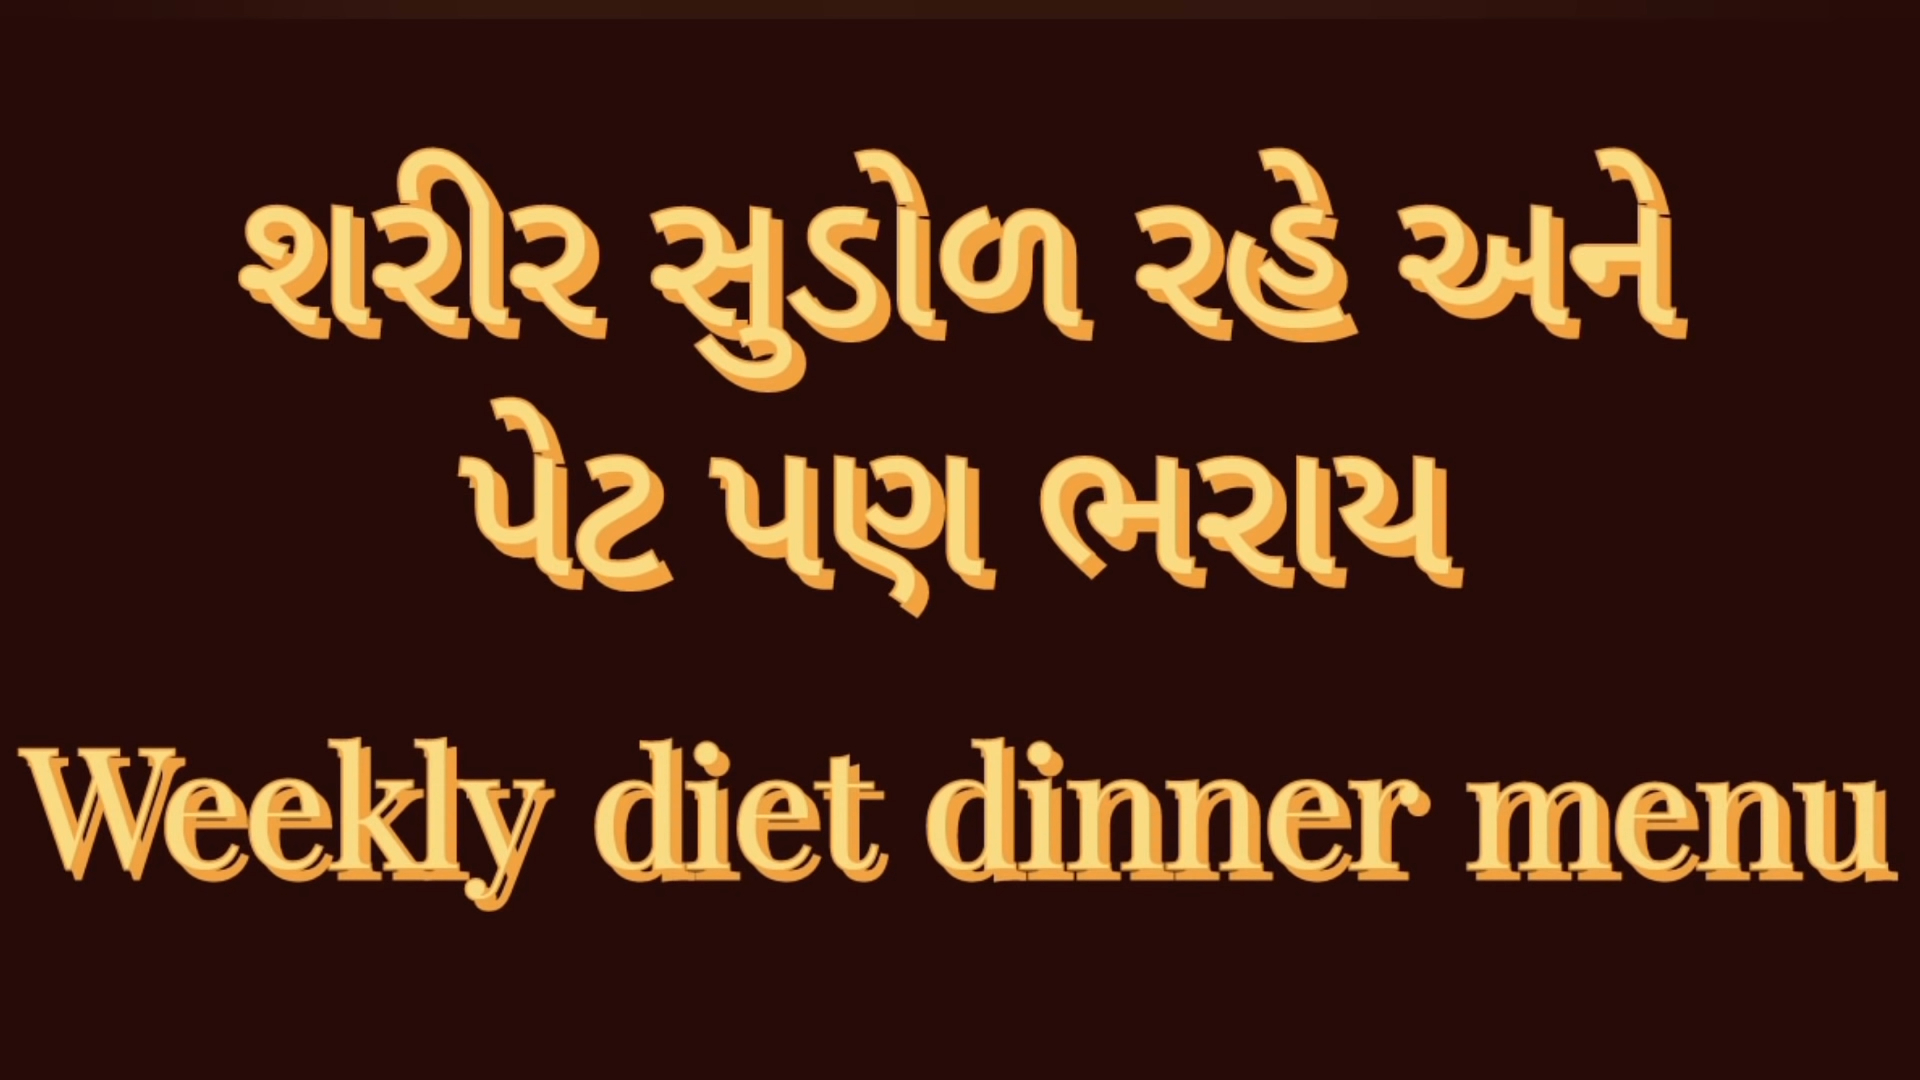 શરીર સુડોળ રહે અને
પેટ પણ ભરાય
Weekly diet dinner menu